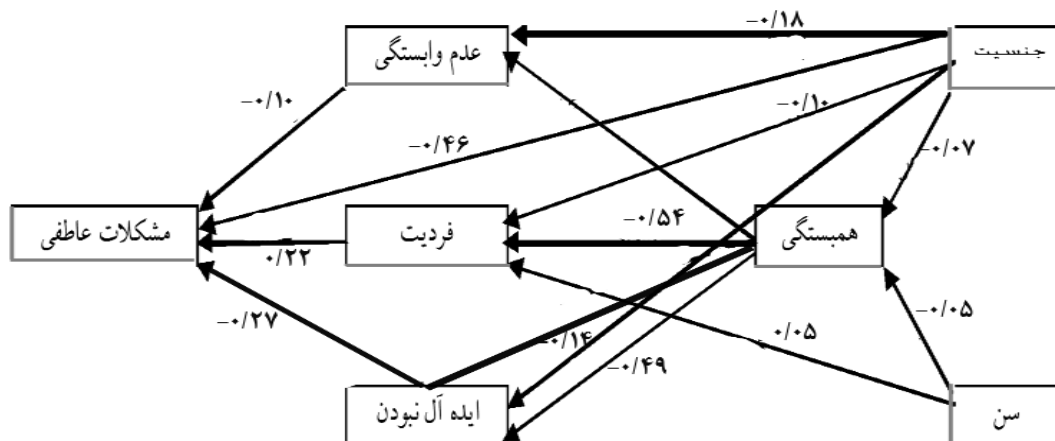 −۰/۱۸
عدم وابستگی
جنسیت
−۰/۱۰
−۰/۱۰
−۰/۴۶
−۰/۰۷
مشکلات عاطفی
فردیت
−۰/۵۴
همبستگی
۰/۲۲
−۰/۲۷
−۰/۱۴
۰/۰۵
−۰/۰۵
−۰/۴۹
ایده آل نبودن
سن